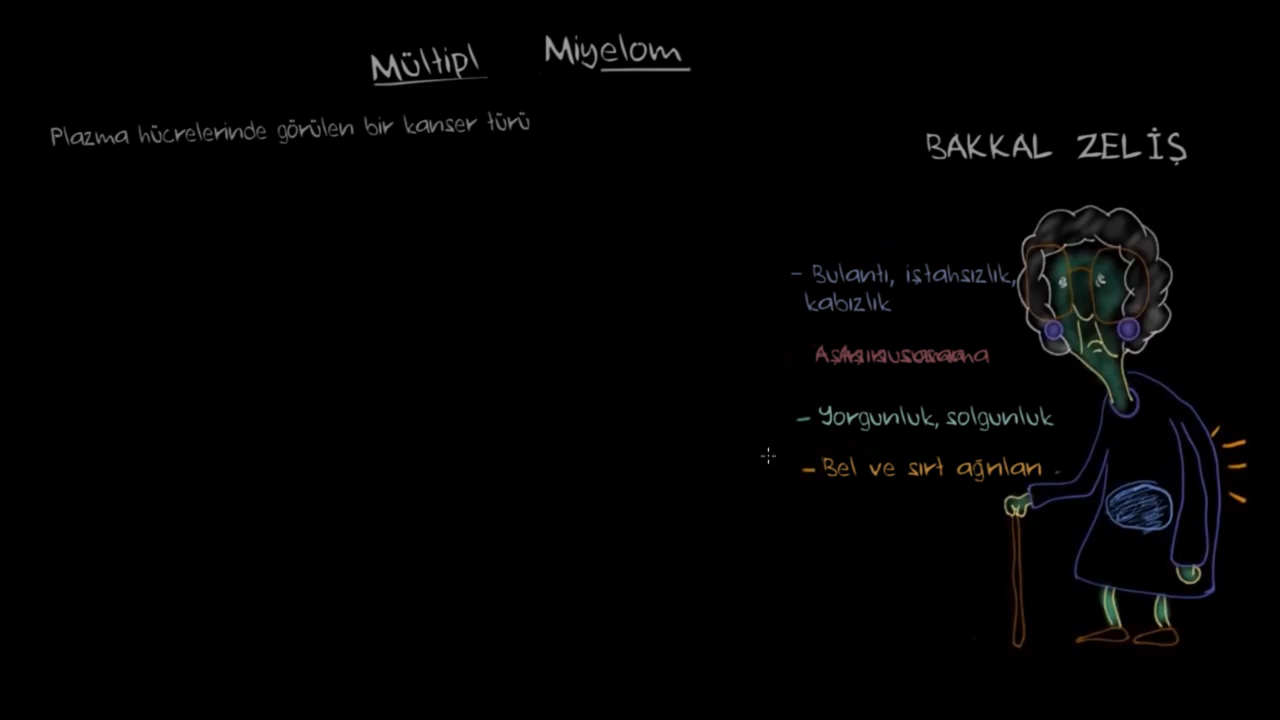 Mültipl Miyelom
Plazma hücrelerinde görülen bir kanser türü
BAKKAL ZELİŞ
- Bulantı, iştahsızlık,
kabızlık
- Yorgunluk, solgunluk
- Bel ve sırt ağrıları